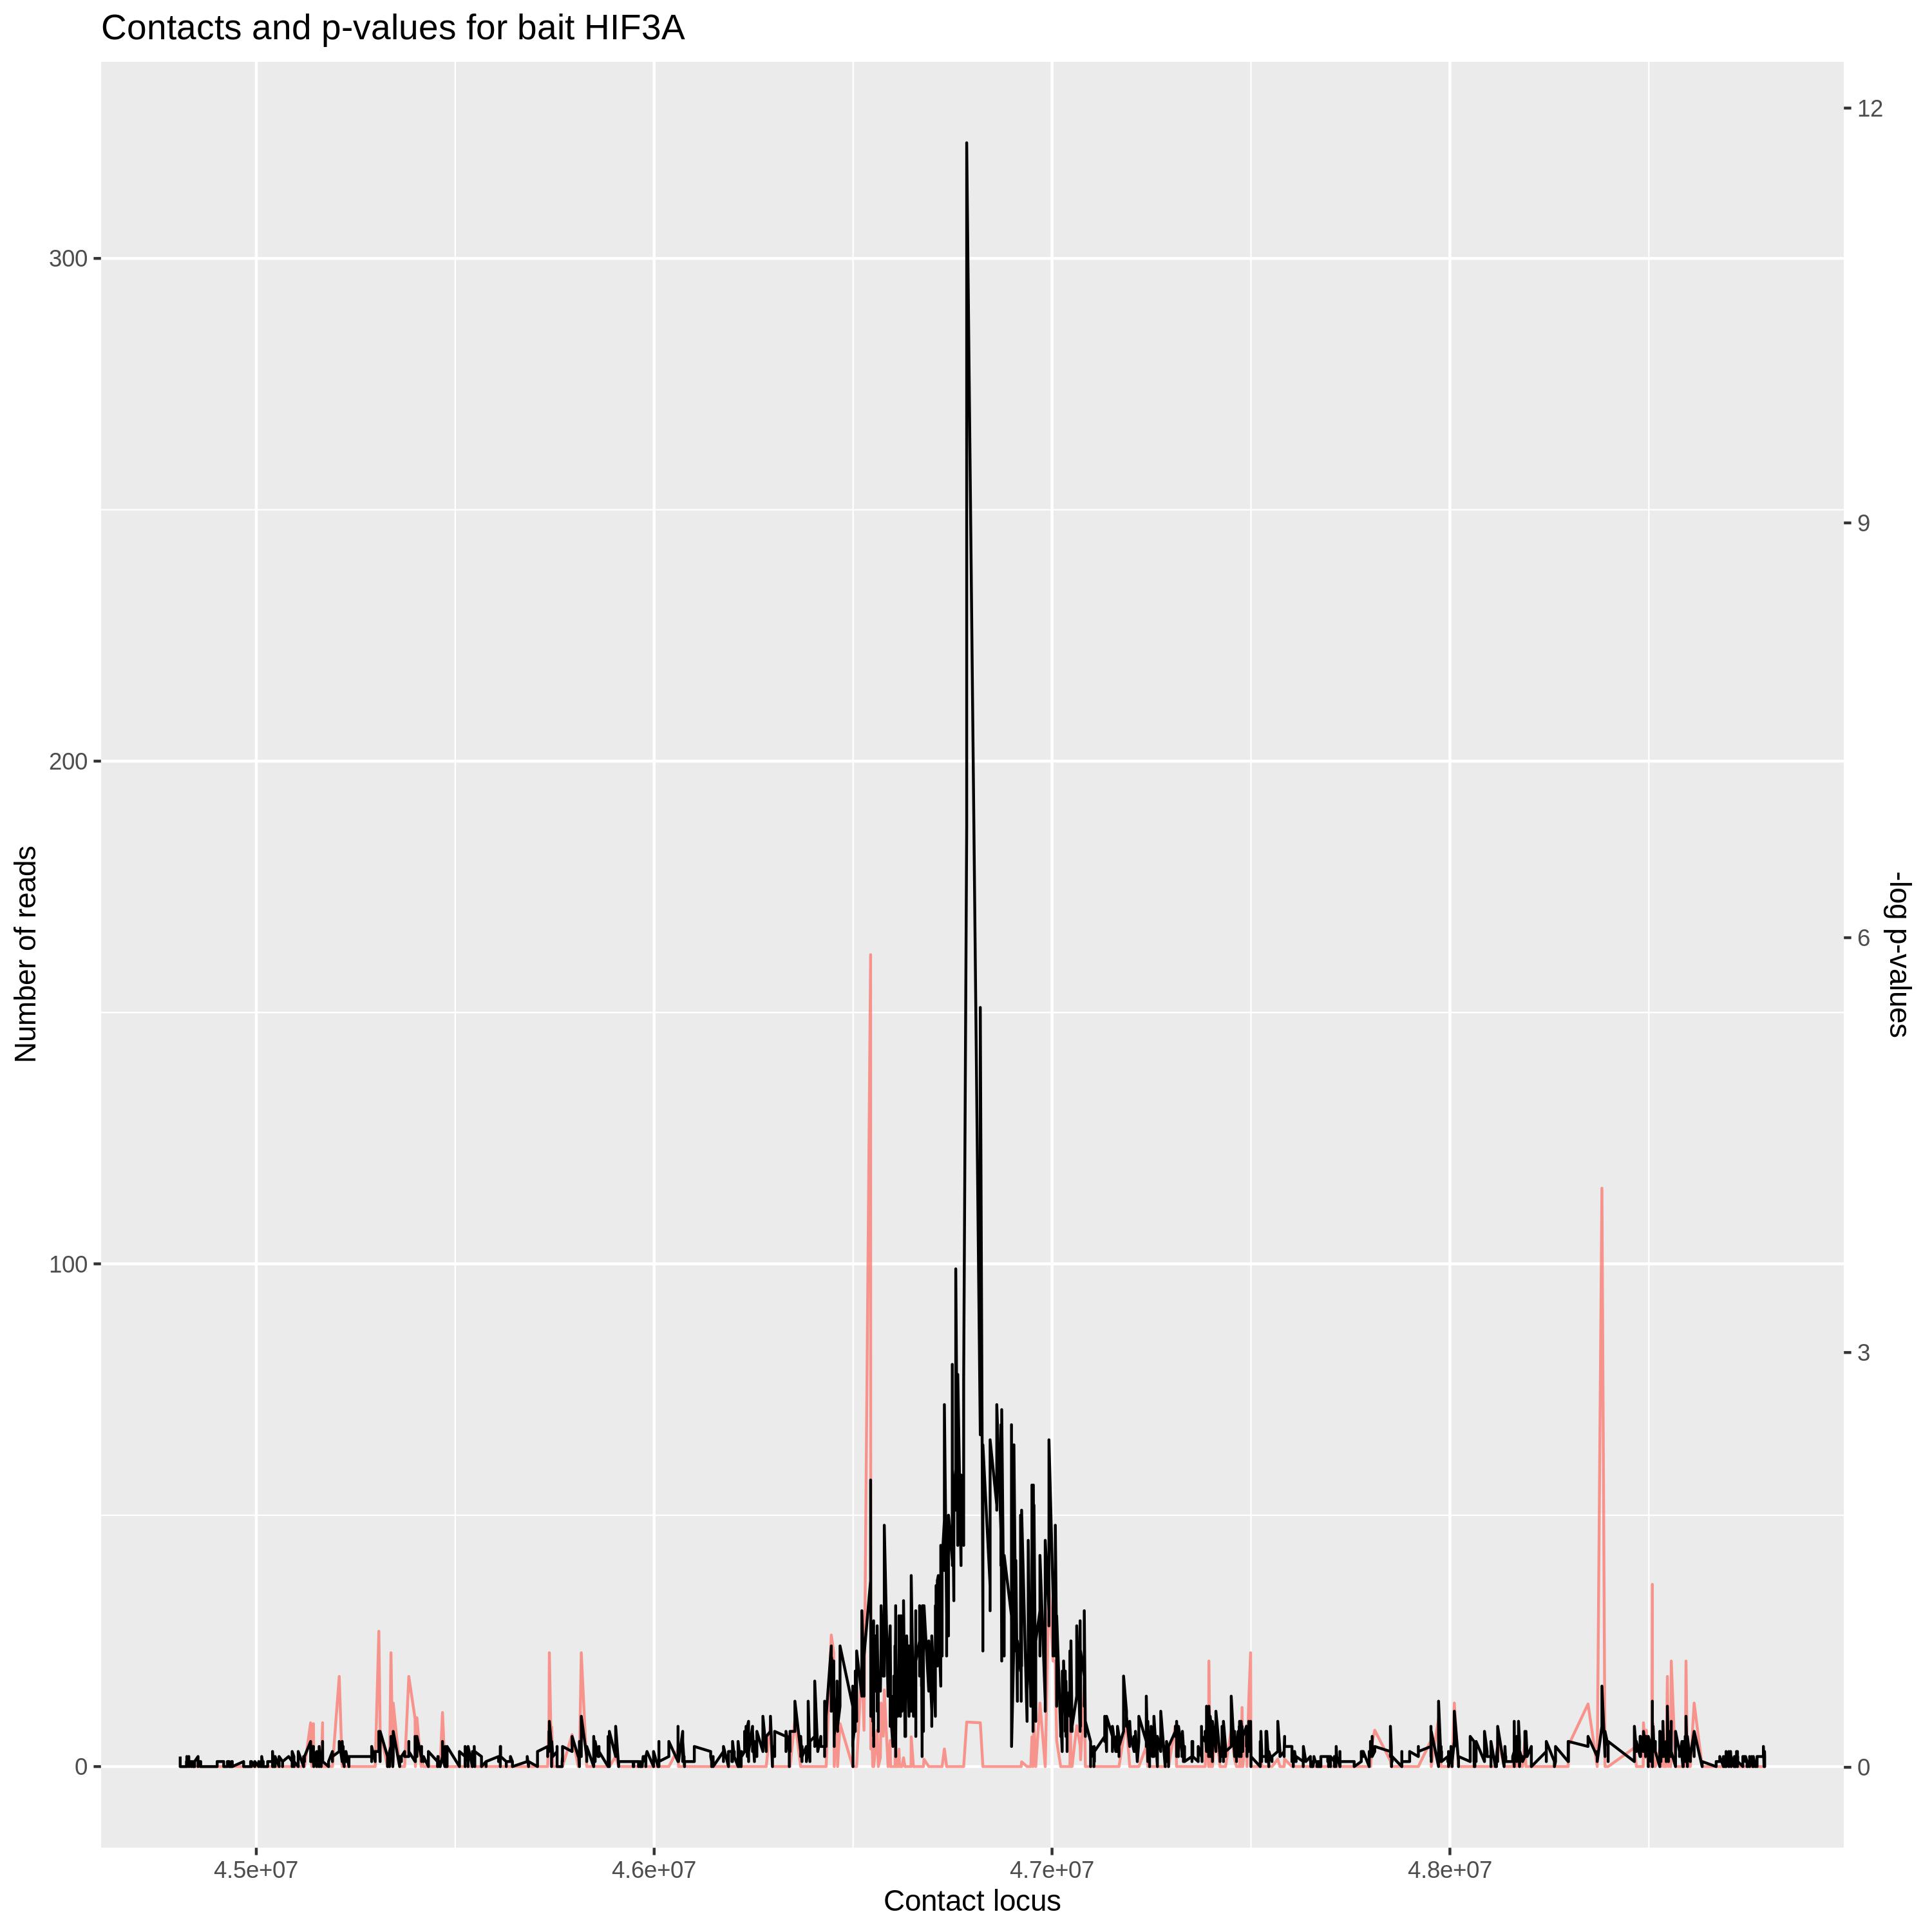 Contacts and p-values for bait HIF3A
Number of reads
300
200
100
0
12
9
6
3
0
-log p-values
4.5e+07
4.6e+07
4.7e+07
4.8e+07
Contact locus